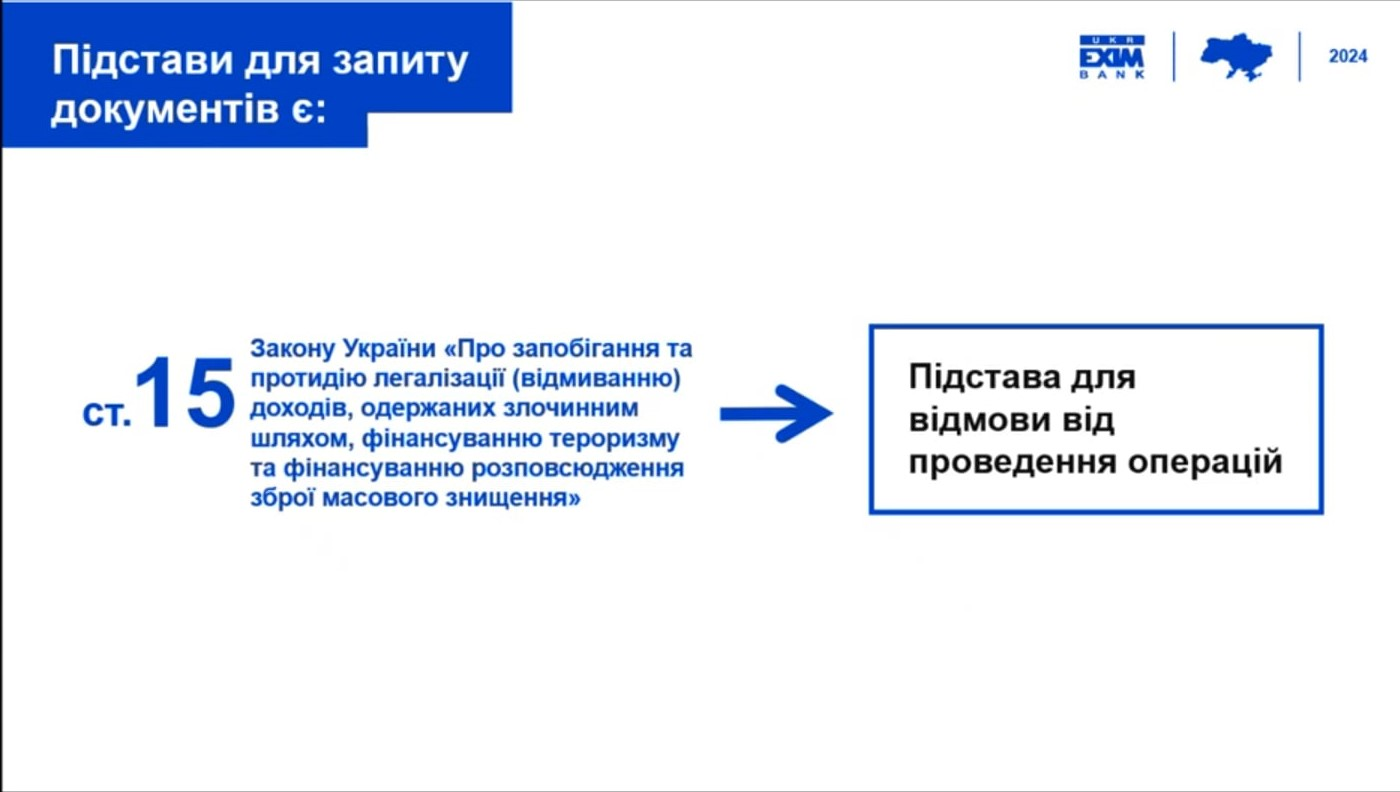 Підстави для запиту
документів є:
UKR
EXIM
BANK
2024
ст. 15
Закону України «Про запобігання та
протидію легалізації (відмиванню)
доходів, одержаних злочинним
шляхом, фінансуванню тероризму
та фінансуванню розповсюдження
зброї масового знищення»
Підстава для
відмови від
проведення операцій